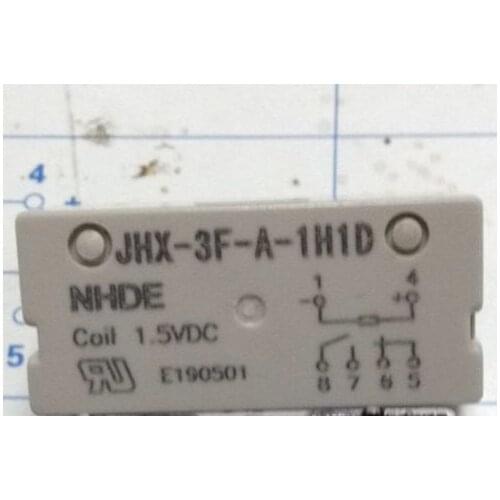 4
JHX-3F-A-1H1D
NHDE
1 4
- +
Coil 1.5VDC
5
E190501
8 7 6 5